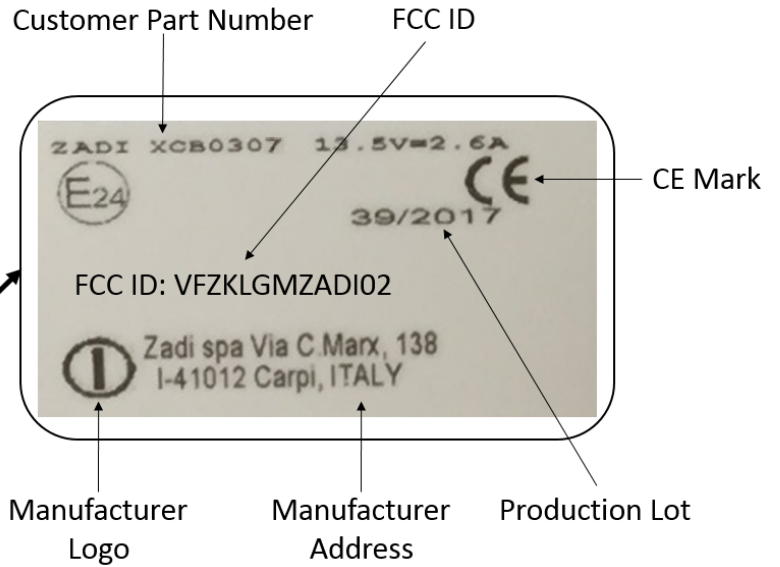 Customer Part Number
FCC ID
ZADI XCB0307 13.5V=2.6A
E24
CE
CE Mark
39/2017
FCC ID: VFZKLGMZADI02
Zadi spa Via C.Marx, 138
I-41012 Carpi, ITALY
Manufacturer Logo
Manufacturer Address
Production Lot